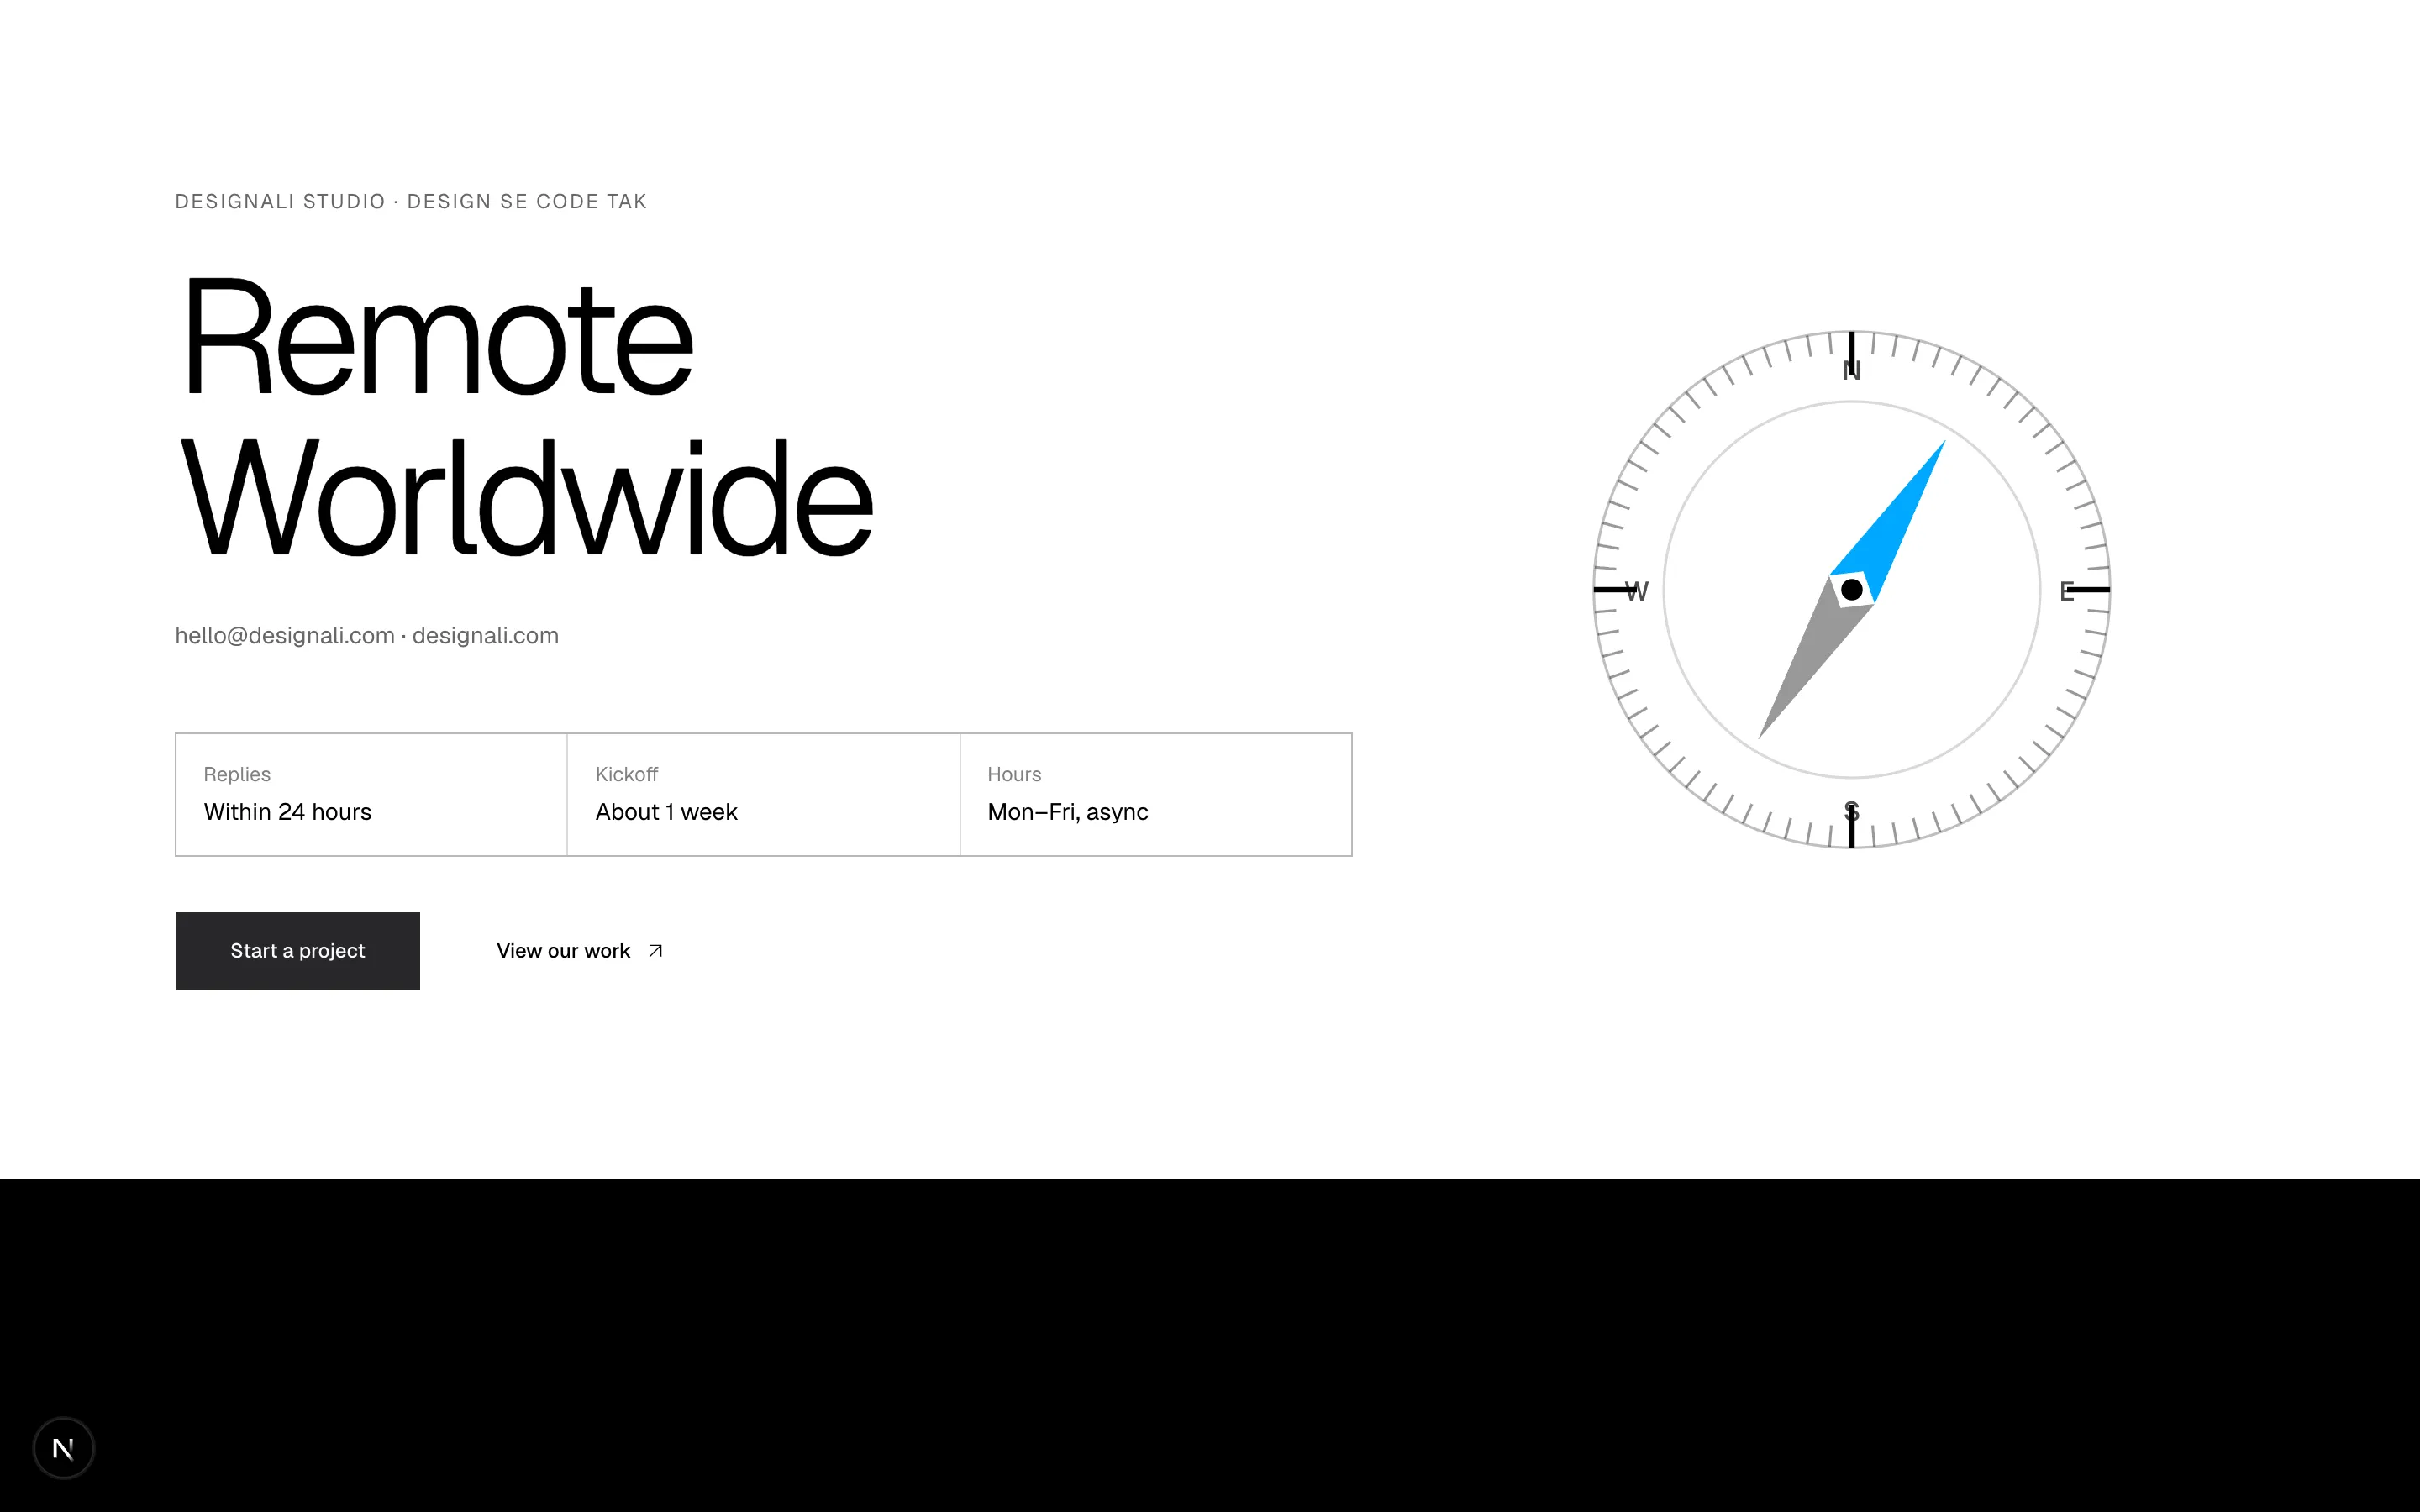 DESIGNALI STUDIO · DESIGN SE CODE TAK
Remote
Worldwide
hello@designali.com · designali.com
Replies
Within 24 hours
Kickoff
About 1 week
Hours
Mon–Fri, async
Start a project
View our work
N
W
E
S
N